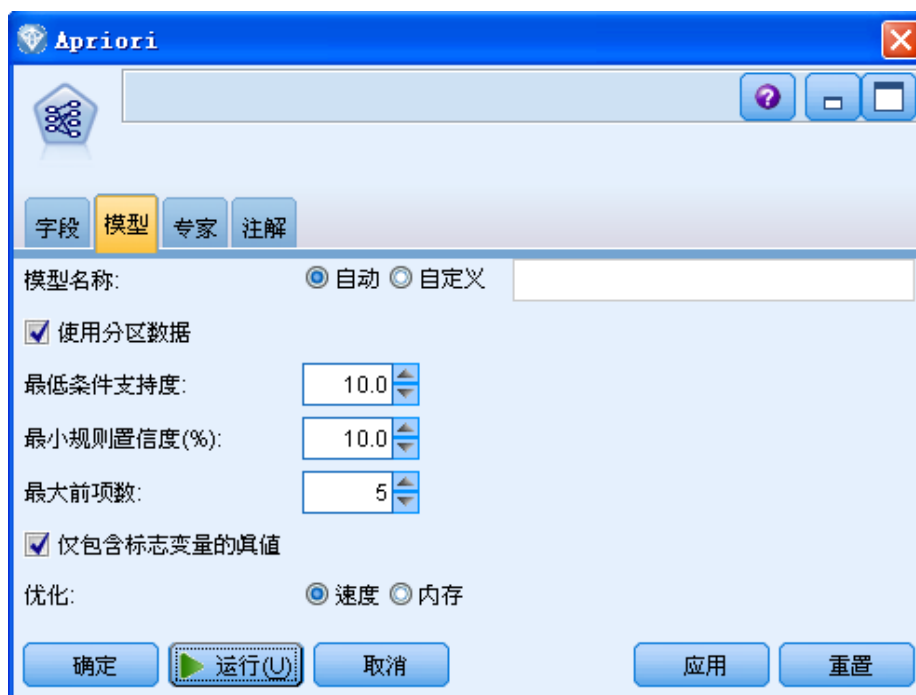 Apriori
字段 模型 专家 注解
模型名称: 自动 自定义
使用分区数据
最低条件支持度: 10.0
最小规则置信度(%): 10.0
最大前项数: 5
仅包含标志变量的真值
优化: 速度 内存
确定 运行(U) 取消 应用 重置